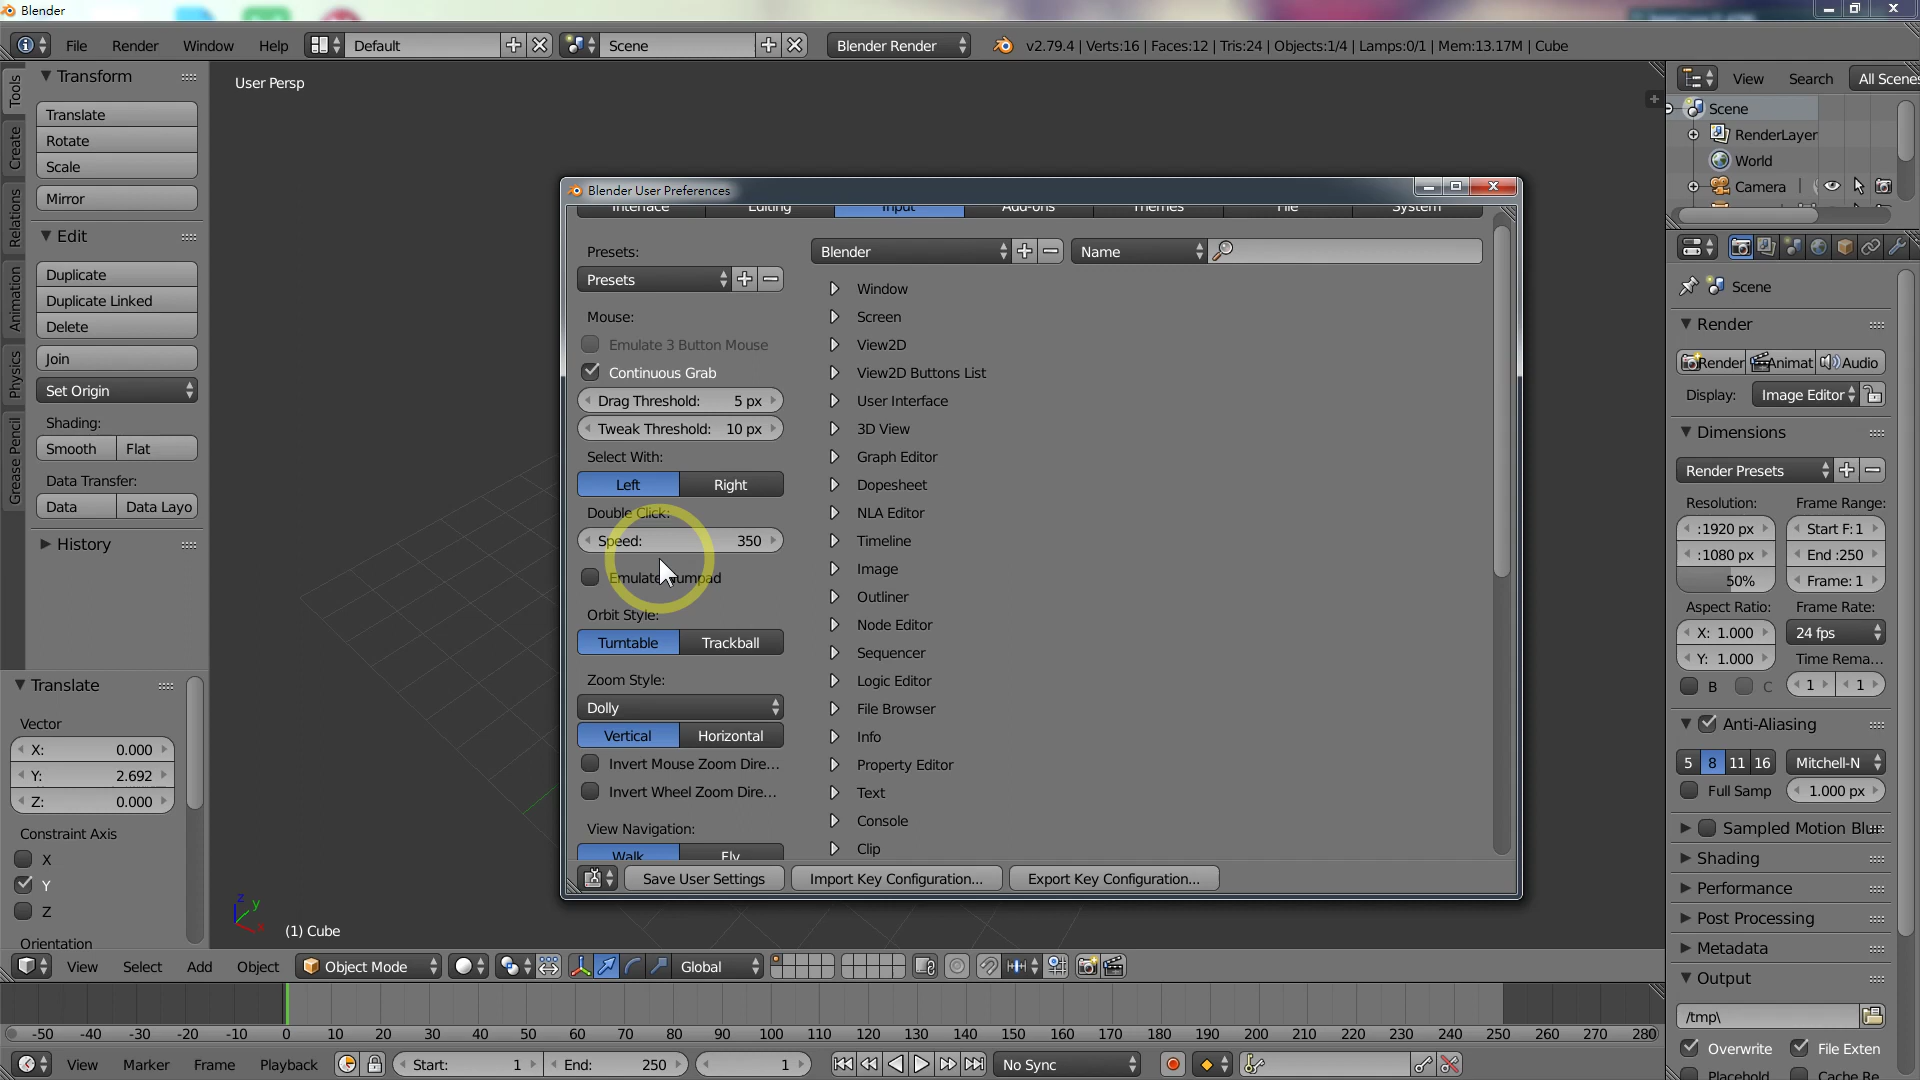 Blender
File Render Window Help Default Scene Blender Render v2.79.4 | Verts:16 | Faces:12 | Tris:24 | Objects:1/4 | Lamps:0/1 | Mem:13.17M | Cube
Tools
Create
Relations
Animation
Physics
Grease Pencil
Transform
Translate
Rotate
Scale
Mirror
Edit
Duplicate
Duplicate Linked
Delete
Join
Set Origin
Shading:
Smooth Flat
Data Transfer:
Data Data Layo
History
Translate
Vector
X: 0.000
Y: 2.692
Z: 0.000
Constraint Axis
X
Y
Z
Orientation
User Persp
z y
(1) Cube
Blender User Preferences
Interface Editing Input Add-ons Themes File System
Presets:
Presets
Mouse:
Emulate 3 Button Mouse
Continuous Grab
Drag Threshold: 5 px
Tweak Threshold: 10 px
Select With:
Left Right
Double Click:
Speed: 350
Emulate Numpad
Orbit Style:
Turntable Trackball
Zoom Style:
Dolly
Vertical Horizontal
Invert Mouse Zoom Dire...
Invert Wheel Zoom Dire...
View Navigation:
Walk Fly
Blender Name
Window
Screen
View2D
View2D Buttons List
User Interface
3D View
Graph Editor
Dopesheet
NLA Editor
Timeline
Image
Outliner
Node Editor
Sequencer
Logic Editor
File Browser
Info
Property Editor
Text
Console
Clip
Save User Settings Import Key Configuration... Export Key Configuration...
View Search All Scenes
Scene
RenderLayer
World
Camera
Scene
Render
Render Animat Audio
Display: Image Editor
Dimensions
Render Presets
Resolution: Frame Range:
:1920 px Start F: 1
:1080 px End :250
50% Frame: 1
Aspect Ratio: Frame Rate:
X: 1.000 24 fps
Y: 1.000 Time Rema...
B C 1 1
Anti-Aliasing
5 8 11 16 Mitchell-N
Full Samp 1.000 px
Sampled Motion Blur
Shading
Performance
Post Processing
Metadata
Output
/tmp\
Overwrite File Exten
Placehold Cache Re
View Select Add Object Object Mode Global
-50 -40 -30 -20 -10 0 10 20 30 40 50 60 70 80 90 100 110 120 130 140 150 160 170 180 190 200 210 220 230 240 250 260 270 280
View Marker Frame Playback Start: 1 End: 250 1 No Sync